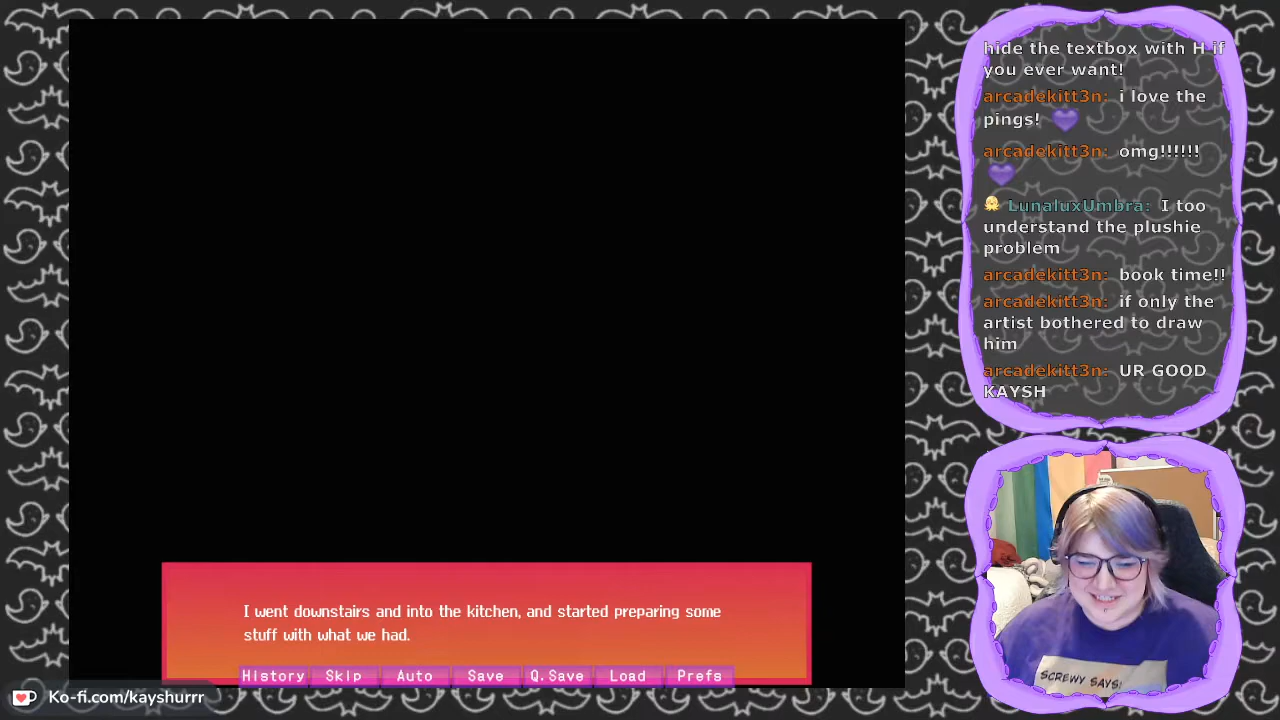 hide the textbox with H if
you ever want!
arcadekitt3n: i love the
pings!
arcadekitt3n: omg!!!!!!
LunaluxUmbra: I too
understand the plushie
problem
arcadekitt3n: book time!!
arcadekitt3n: if only the
artist bothered to draw
him
arcadekitt3n: UR GOOD
KAYSH
I went downstairs and into the kitchen, and started preparing some
stuff with what we had.
History Skip Auto Save Q.Save Load Prefs
Ko-fi.com/kayshurrr
SCREWY SAYS!